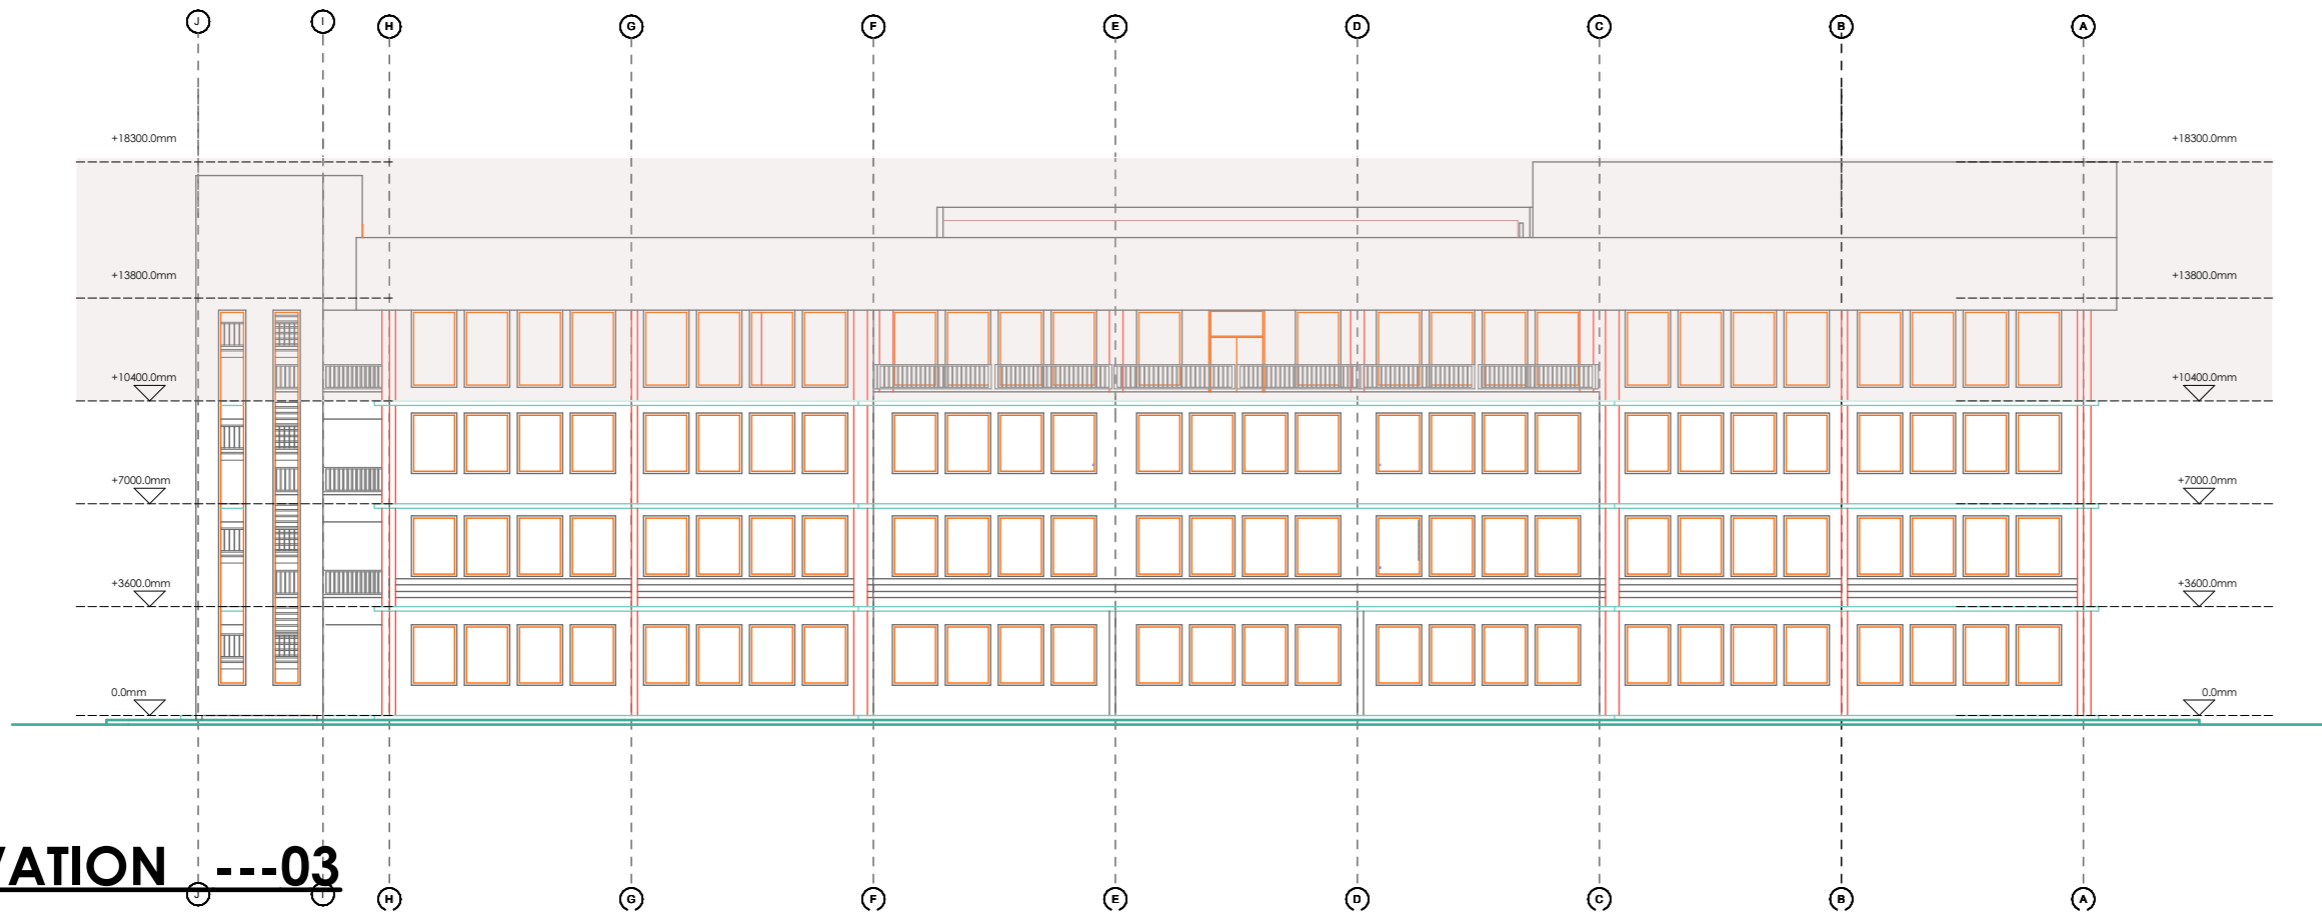 J I H G F E D C B A
+18300.0mm +18300.0mm
+13800.0mm +13800.0mm
+10400.0mm +10400.0mm
+7000.0mm +7000.0mm
+3600.0mm +3600.0mm
0.0mm 0.0mm
VATION ---03
J I H G F E D C B A